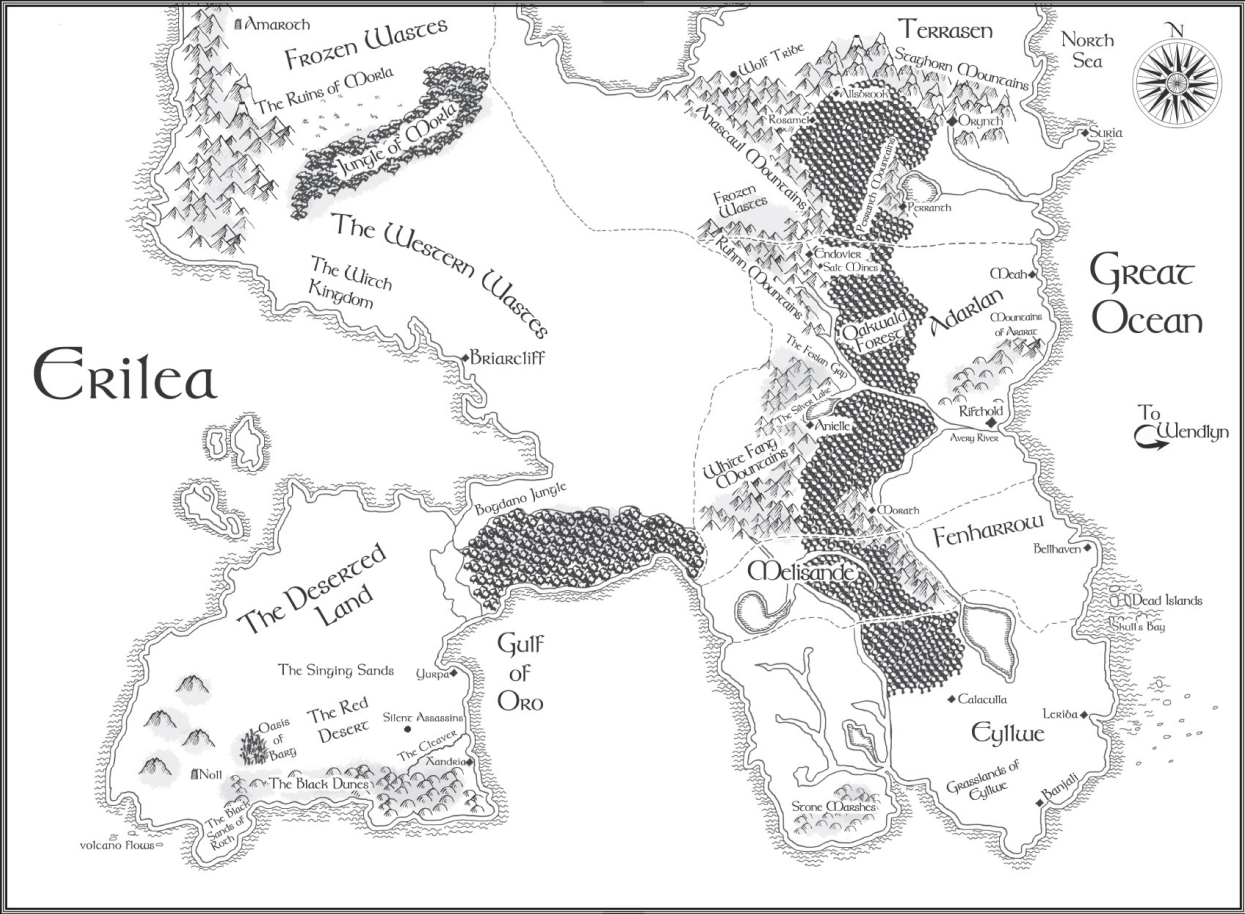 Amaroth
Frozen Wastes
The Ruins of Morla
Jungle of Morla
The Western Wastes
The Witch
Kingdom
Briarcliff
Erilea
Terrasen
North
Sea
N
Wolf Tribe
Staghorn Mountains
Allsbrook
Rosamel
Orynth
Suria
Anascaul Mountains
Perranth Mountains
Perranth
Frozen
Wastes
Ruhnn Mountains
Endovier
Salt Mines
Meah
Great
Ocean
Adarlan
Oakwald
Forest
Mountains
of Ararat
The Ferian Gap
The Silver Lake
Anielle
Rifthold
Avery River
To
Wendlyn
White Fang
Mountains
Morath
Fenharrow
Bellhaven
Bogdano Jungle
Melisande
Dead Islands
Skull's Bay
The Deserted
Land
Gulf
of
Oro
The Singing Sands
Yurpa
The Red
Desert
Silent Assassins
Oasis
of
Barg
The Cleaver
Xandria
Noll
The Black Dunes
The Black
Sands of
Roth
volcano flows
Calaculla
Leriba
Eyllwe
Grasslands of
Eyllwe
Banjali
Stone Marshes